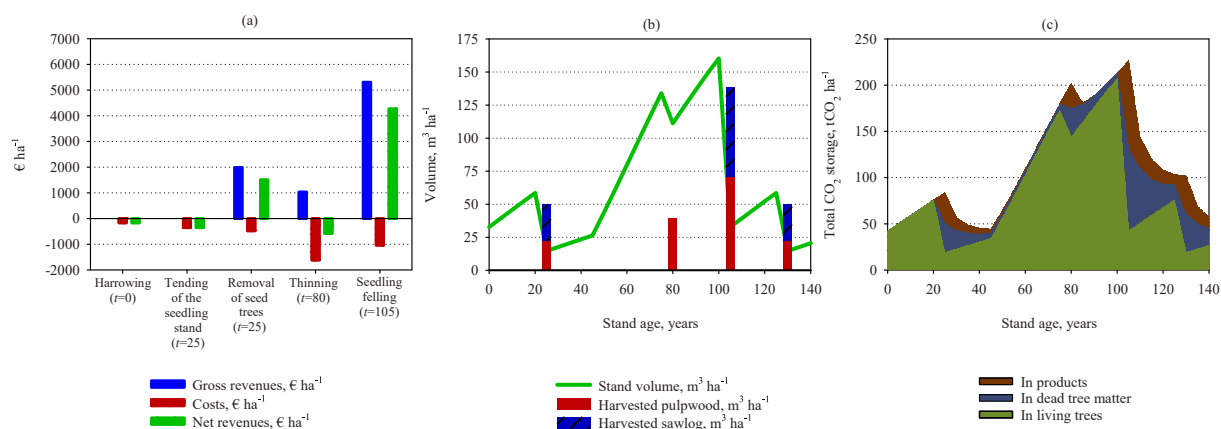 (a)
7000
6000
5000
4000
3000
2000
1000
0
-1000
-2000
€ ha⁻¹
Harrowing
(t=0)
Tending
of the
seedling
stand
(t=25)
Removal
of seed
trees
(t=25)
Thinning
(t=80)
Seedling
felling
(t=105)
Gross revenues, € ha⁻¹
Costs, € ha⁻¹
Net revenues, € ha⁻¹
(b)
175
150
125
100
75
50
25
0
Volume, m³ ha⁻¹
0 20 40 60 80 100 120 140
Stand age, years
Stand volume, m³ ha⁻¹
Harvested pulpwood, m³ ha⁻¹
Harvested sawlog, m³ ha⁻¹
(c)
250
200
150
100
50
0
Total CO₂ storage, tCO₂ ha⁻¹
0 20 40 60 80 100 120 140
Stand age, years
In products
In dead tree matter
In living trees